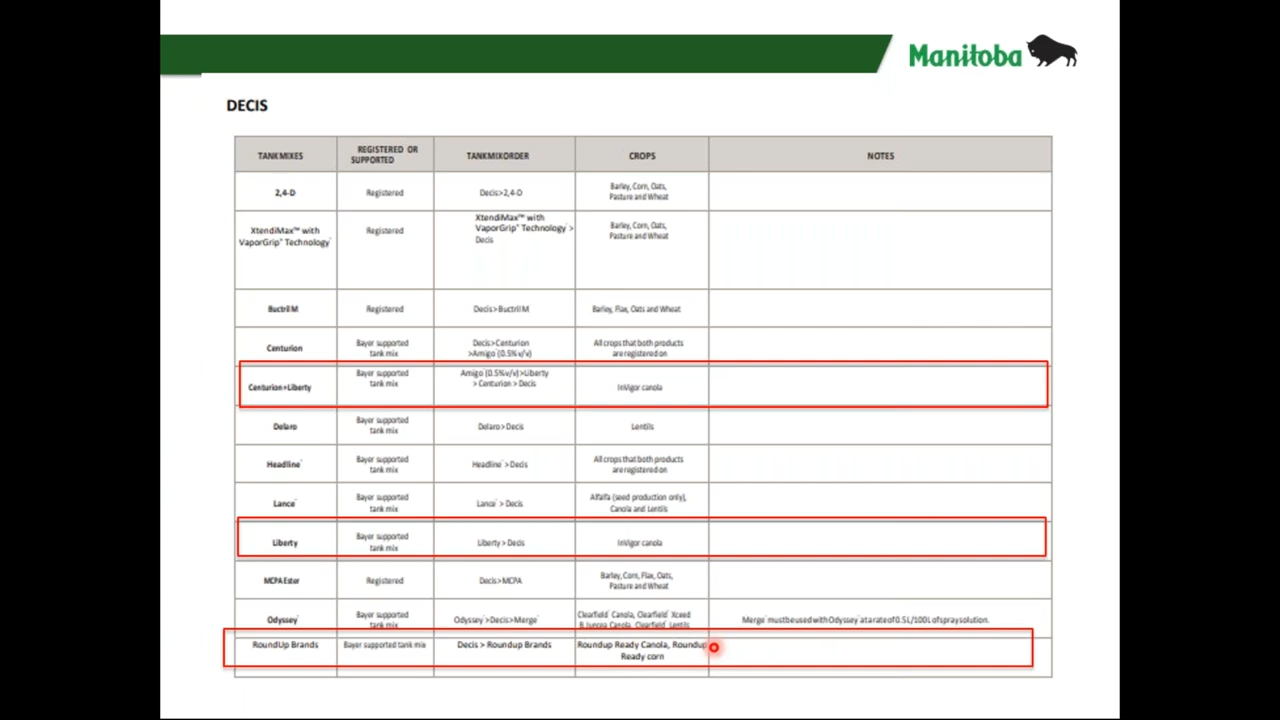 Manitoba
DECIS
TANKMIXES
REGISTERED OR
SUPPORTED
TANKMIXORDER
CROPS
NOTES
2,4-D
Registered
Decis>2,4-D
Barley, Corn, Oats,
Pasture and Wheat
XtendiMax™ with
VaporGrip® Technology
Registered
XtendiMax™ with
VaporGrip® Technology >
Decis
Barley, Corn, Oats,
Pasture and Wheat
Buctril M
Registered
Decis>Buctril M
Barley, Flax, Oats and Wheat
Centurion
Bayer supported
tank mix
Decis>Centurion
>Amigo (0.5% v/v)
All crops that both products
are registered on
Centurion+Liberty
Bayer supported
tank mix
Amigo (0.5% v/v)>Liberty
> Centurion > Decis
InVigor canola
Delaro
Bayer supported
tank mix
Delaro > Decis
Lentils
Headline
Bayer supported
tank mix
Headline > Decis
All crops that both products
are registered on
Lance
Bayer supported
tank mix
Lance > Decis
Alfalfa (seed production only),
Canola and Lentils
Liberty
Bayer supported
tank mix
Liberty > Decis
InVigor canola
MCPA Ester
Registered
Decis>MCPA
Barley, Corn, Flax, Oats,
Pasture and Wheat
Odyssey
Bayer supported
tank mix
Odyssey >Decis>Merge
Clearfield Canola, Clearfield Xceed
B.Juncea Canola, Clearfield Lentils
Merge must be used with Odyssey at a rate of 0.5L/100L of spray solution.
RoundUp Brands
Bayer supported tank mix
Decis > Roundup Brands
Roundup Ready Canola, Roundup
Ready corn